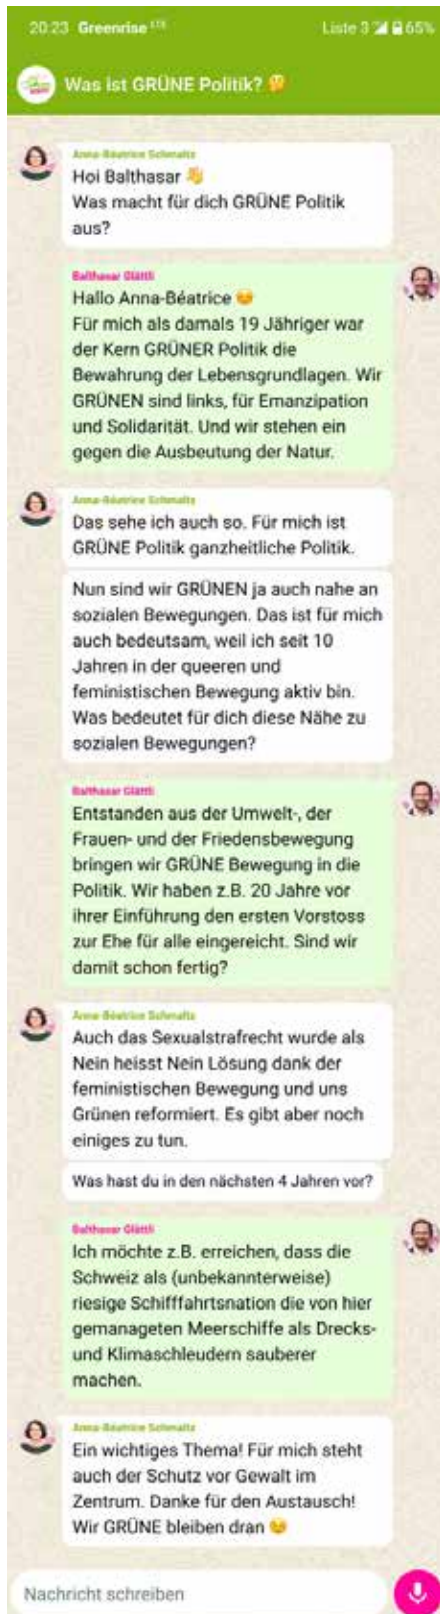 20:23 Greenrise LTE Liste 3 65%
Was ist GRÜNE Politik? 🤔
Anna-Béatrice Schmaltz
Hoi Balthasar 👋
Was macht für dich GRÜNE Politik
aus?
Balthasar Glättli
Hallo Anna-Béatrice 😊
Für mich als damals 19 Jähriger war
der Kern GRÜNER Politik die
Bewahrung der Lebensgrundlagen. Wir
GRÜNEN sind links, für Emanzipation
und Solidarität. Und wir stehen ein
gegen die Ausbeutung der Natur.
Anna-Béatrice Schmaltz
Das sehe ich auch so. Für mich ist
GRÜNE Politik ganzheitliche Politik.
Nun sind wir GRÜNEN ja auch nahe an
sozialen Bewegungen. Das ist für mich
auch bedeutsam, weil ich seit 10
Jahren in der queeren und
feministischen Bewegung aktiv bin.
Was bedeutet für dich diese Nähe zu
sozialen Bewegungen?
Balthasar Glättli
Entstanden aus der Umwelt-, der
Frauen- und der Friedensbewegung
bringen wir GRÜNE Bewegung in die
Politik. Wir haben z.B. 20 Jahre vor
ihrer Einführung den ersten Vorstoss
zur Ehe für alle eingereicht. Sind wir
damit schon fertig?
Anna-Béatrice Schmaltz
Auch das Sexualstrafrecht wurde als
Nein heisst Nein Lösung dank der
feministischen Bewegung und uns
Grünen reformiert. Es gibt aber noch
einiges zu tun.
Was hast du in den nächsten 4 Jahren vor?
Balthasar Glättli
Ich möchte z.B. erreichen, dass die
Schweiz als (unbekannterweise)
riesige Schifffahrtsnation die von hier
gemanageten Meerschiffe als Drecks-
und Klimaschleudern sauberer
machen.
Anna-Béatrice Schmaltz
Ein wichtiges Thema! Für mich steht
auch der Schutz vor Gewalt im
Zentrum. Danke für den Austausch!
Wir GRÜNE bleiben dran 😉
Nachricht schreiben